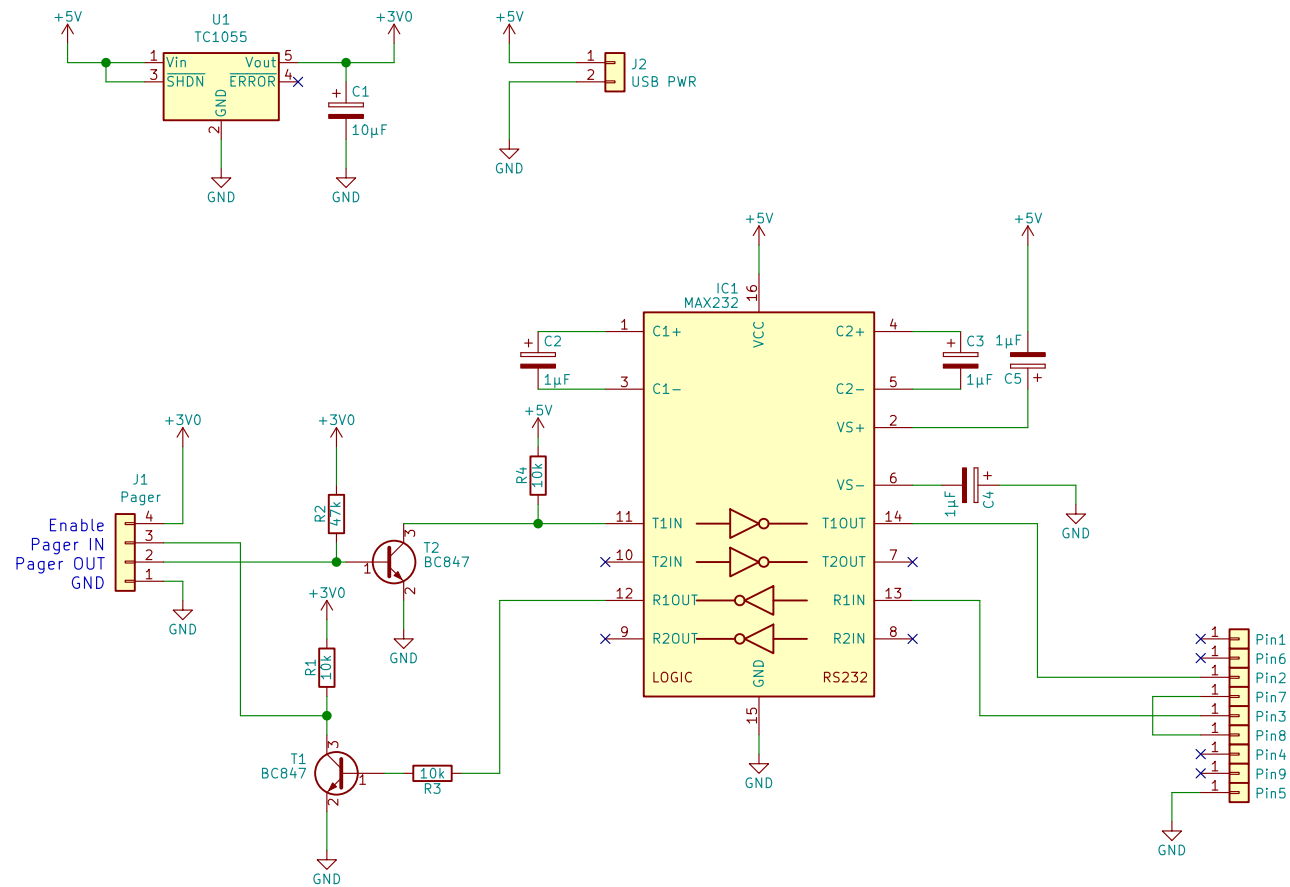 +5V
U1
TC1055
+3V0
1 Vin
Vout 5
3 SHDN
ERROR 4
GND
2
+
C1
10µF
GND
GND
+5V
1
2
J2
USB PWR
GND
+5V
+5V
IC1
MAX232
16
VCC
1 C1+
C2+ 4
+ C2
1µF
3 C1-
C2- 5
+ C3
1µF
1µF
C5 +
VS+ 2
VS- 6
1µF
+
C4
GND
+5V
R4
10k
11 T1IN
T1OUT 14
10 T2IN
T2OUT 7
12 R1OUT
R1IN 13
9 R2OUT
R2IN 8
LOGIC
RS232
GND
15
GND
+3V0
J1
Pager
Enable 4
Pager IN 3
Pager OUT 2
GND 1
GND
+3V0
R2
47k
1
3
T2
BC847
2
GND
+3V0
R1
10k
3
T1
BC847
1
2
GND
10k
R3
1 Pin1
1 Pin6
1 Pin2
1 Pin7
1 Pin3
1 Pin8
1 Pin4
1 Pin9
1 Pin5
GND